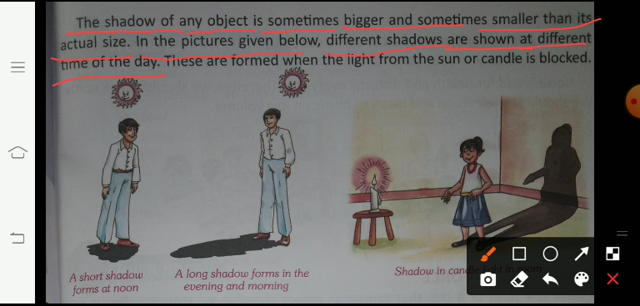 The shadow of any object is sometimes bigger and sometimes smaller than its
actual size. In the pictures given below, different shadows are shown at different
time of the day. These are formed when the light from the sun or candle is blocked.
A short shadow
forms at noon
A long shadow forms in the
evening and morning
Shadow in